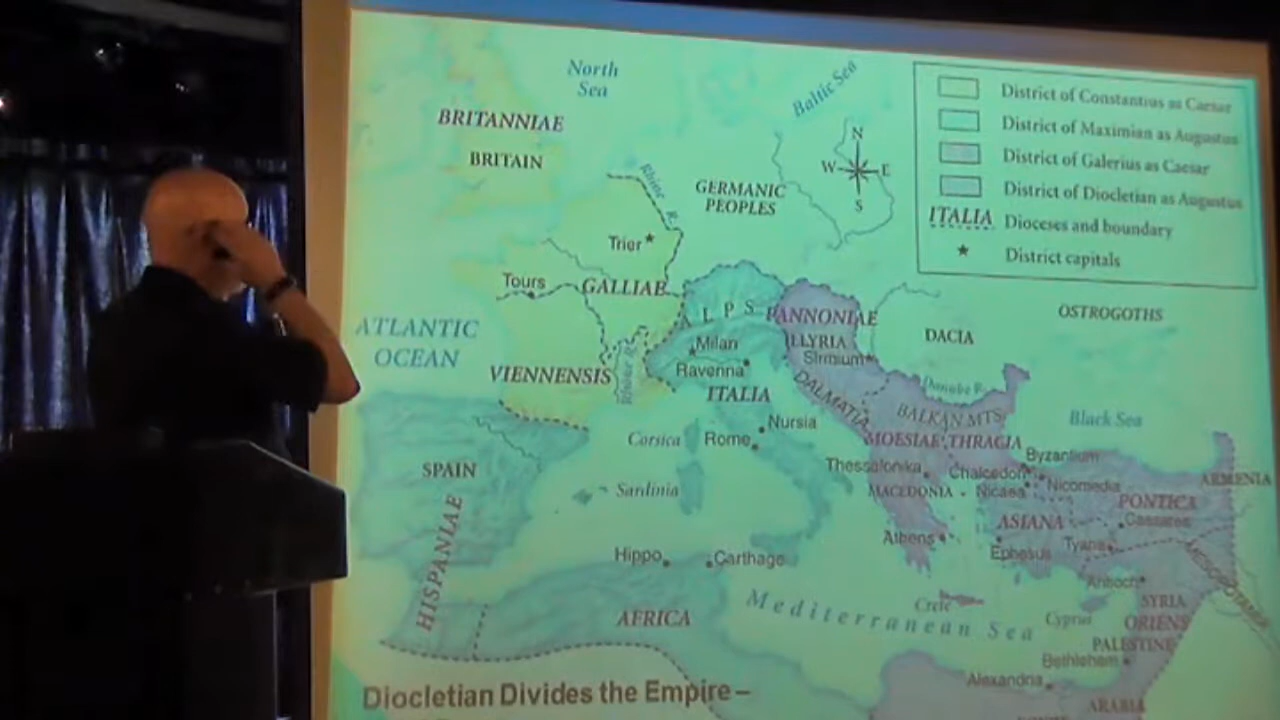 North
Sea
Baltic Sea
District of Constantius as Caesar
District of Maximian as Augustus
District of Galerius as Caesar
District of Diocletian as Augustus
ITALIA Dioceses and boundary
District capitals
BRITANNIAE
BRITAIN
N
W E
S
Rhine R.
GERMANIC
PEOPLES
Trier
Tours
GALLIAE
ATLANTIC
OCEAN
ALPS
PANNONIAE
OSTROGOTHS
DACIA
Milan
ILLYRIA
Sirmium
Ravenna
VIENNENSIS
Rhône R.
ITALIA
DALMATIA
Danube R.
BALKAN MTS
Black Sea
Nursia
Corsica
Rome
MOESIAE
THRACIA
Byzantium
SPAIN
Thessalonika
Chalcedon
Nicomedia
ARMENIA
Sardinia
MACEDONIA
Nicaea
PONTICA
HISPANIAE
ASIANA
Caesarea
Athens
Ephesus
Tyana
Hippo
Carthage
MESOPOTAMIA
Antioch
Crete
Cyprus
SYRIA
AFRICA
Mediterranean Sea
ORIENS
PALESTINE
Bethlehem
Alexandria
Diocletian Divides the Empire –
ARABIA